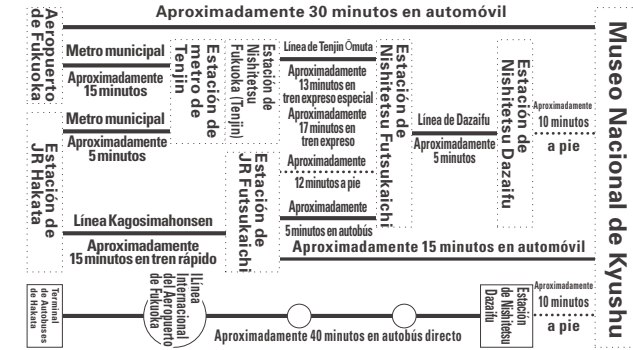 Aproximadamente 30 minutos en automóvil
Aeropuerto
de Fukuoka
Metro municipal
Aproximadamente
15 minutos
Metro municipal
Aproximadamente
5 minutos
Estación de
metro de
Tenjin
Estación de
Nishitetsu
Fukuoka (Tenjin)
Línea de Tenjin Ōmuta
Aproximadamente
13 minutos en
tren expreso especial
Aproximadamente
17 minutos en
tren expreso
Estación de
Nishitetsu Futsukaichi
Línea de Dazaifu
Aproximadamente
5 minutos
Estación de
Nishitetsu Dazaifu
Aproximadamente
10 minutos
a pie
Museo Nacional de Kyushu
Estación de
JR Hakata
Línea Kagosimahonsen
Aproximadamente
15 minutos en tren rápido
Estación de
JR Futsukaichi
Aproximadamente
12 minutos a pie
Aproximadamente
5 minutos en autobús
Aproximadamente 15 minutos en automóvil
Terminal
de Autobuses
de Hakata
lLínea
Internacional
del Aeropuerto
de Fukuoka
Aproximadamente 40 minutos en autobús directo
Estación
de Nishitetsu
Dazaifu
Aproximadamente
10 minutos
a pie